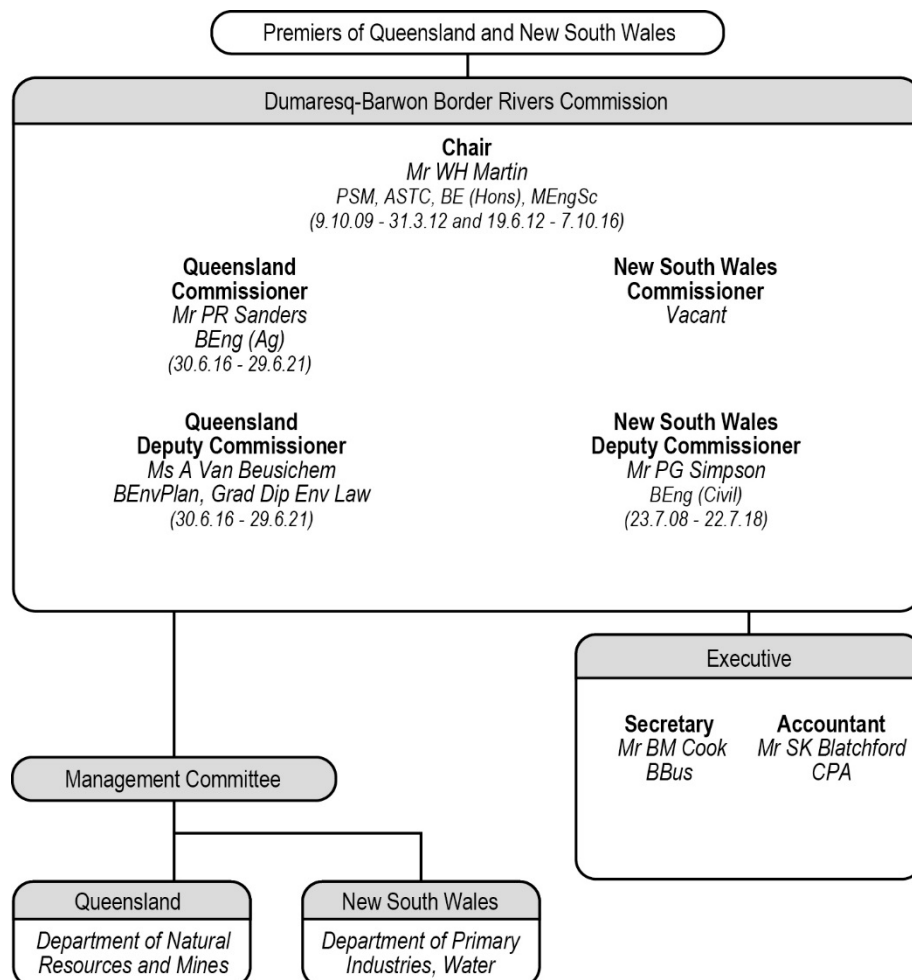 Premiers of Queensland and New South Wales
Dumaresq-Barwon Border Rivers Commission
Chair
Mr WH Martin
PSM, ASTC, BE (Hons), MEngSc
(9.10.09 - 31.3.12 and 19.6.12 - 7.10.16)
Queensland
Commissioner
Mr PR Sanders
BEng (Ag)
(30.6.16 - 29.6.21)
New South Wales
Commissioner
Vacant
Queensland
Deputy Commissioner
Ms A Van Beusichem
BEnvPlan, Grad Dip Env Law
(30.6.16 - 29.6.21)
New South Wales
Deputy Commissioner
Mr PG Simpson
BEng (Civil)
(23.7.08 - 22.7.18)
Executive
Secretary
Mr BM Cook
BBus
Accountant
Mr SK Blatchford
CPA
Management Committee
Queensland
Department of Natural
Resources and Mines
New South Wales
Department of Primary
Industries, Water